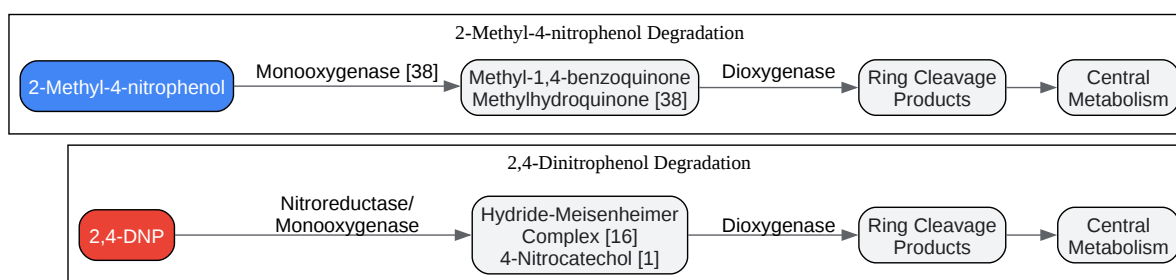 2-Methyl-4-nitrophenol Degradation
2-Methyl-4-nitrophenol
Monooxygenase [38]
Methyl-1,4-benzoquinone
Methylhydroquinone [38]
Dioxygenase
Ring Cleavage
Products
Central
Metabolism
2,4-Dinitrophenol Degradation
2,4-DNP
Nitroreductase/
Monooxygenase
Hydride-Meisenheimer
Complex [16]
4-Nitrocatechol [1]
Dioxygenase
Ring Cleavage
Products
Central
Metabolism